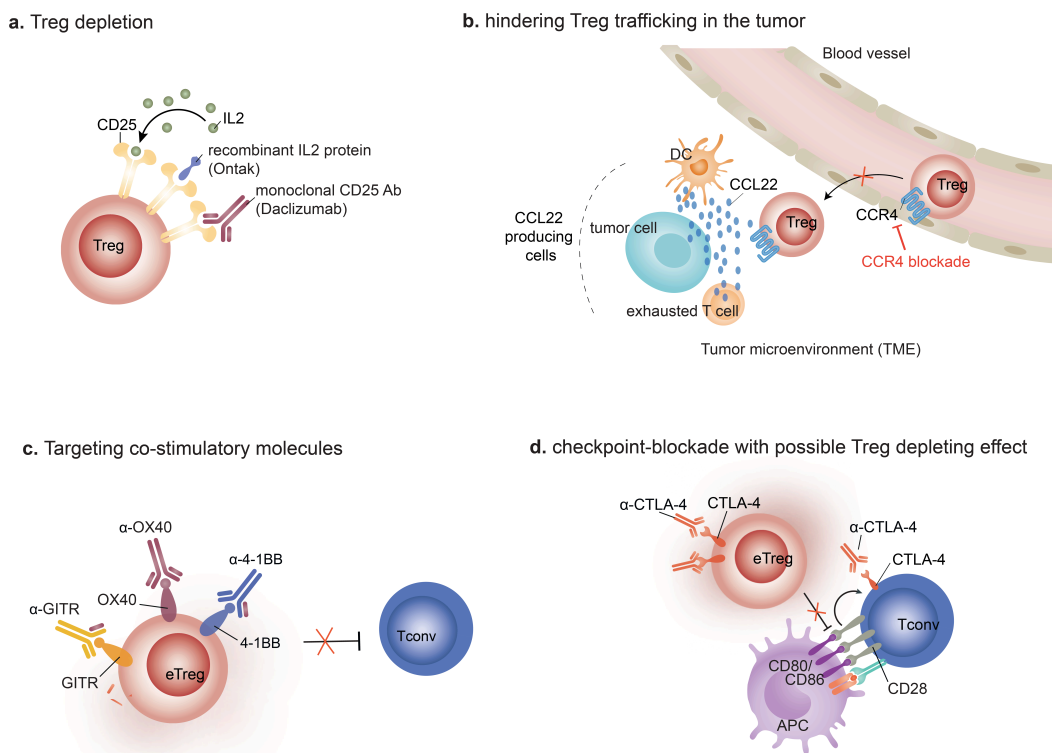 a. Treg depletion
IL2
CD25
recombinant IL2 protein
(Ontak)
monoclonal CD25 Ab
(Daclizumab)
Treg
b. hindering Treg trafficking in the tumor
Blood vessel
DC
CCL22
Treg
Treg
CCR4
CCR4 blockade
CCL22
producing
cells
tumor cell
exhausted T cell
Tumor microenvironment (TME)
c. Targeting co-stimulatory molecules
α-OX40
α-4-1BB
OX40
α-GITR
4-1BB
GITR
eTreg
Tconv
d. checkpoint-blockade with possible Treg depleting effect
α-CTLA-4
CTLA-4
α-CTLA-4
CTLA-4
eTreg
Tconv
CD80/
CD86
CD28
APC